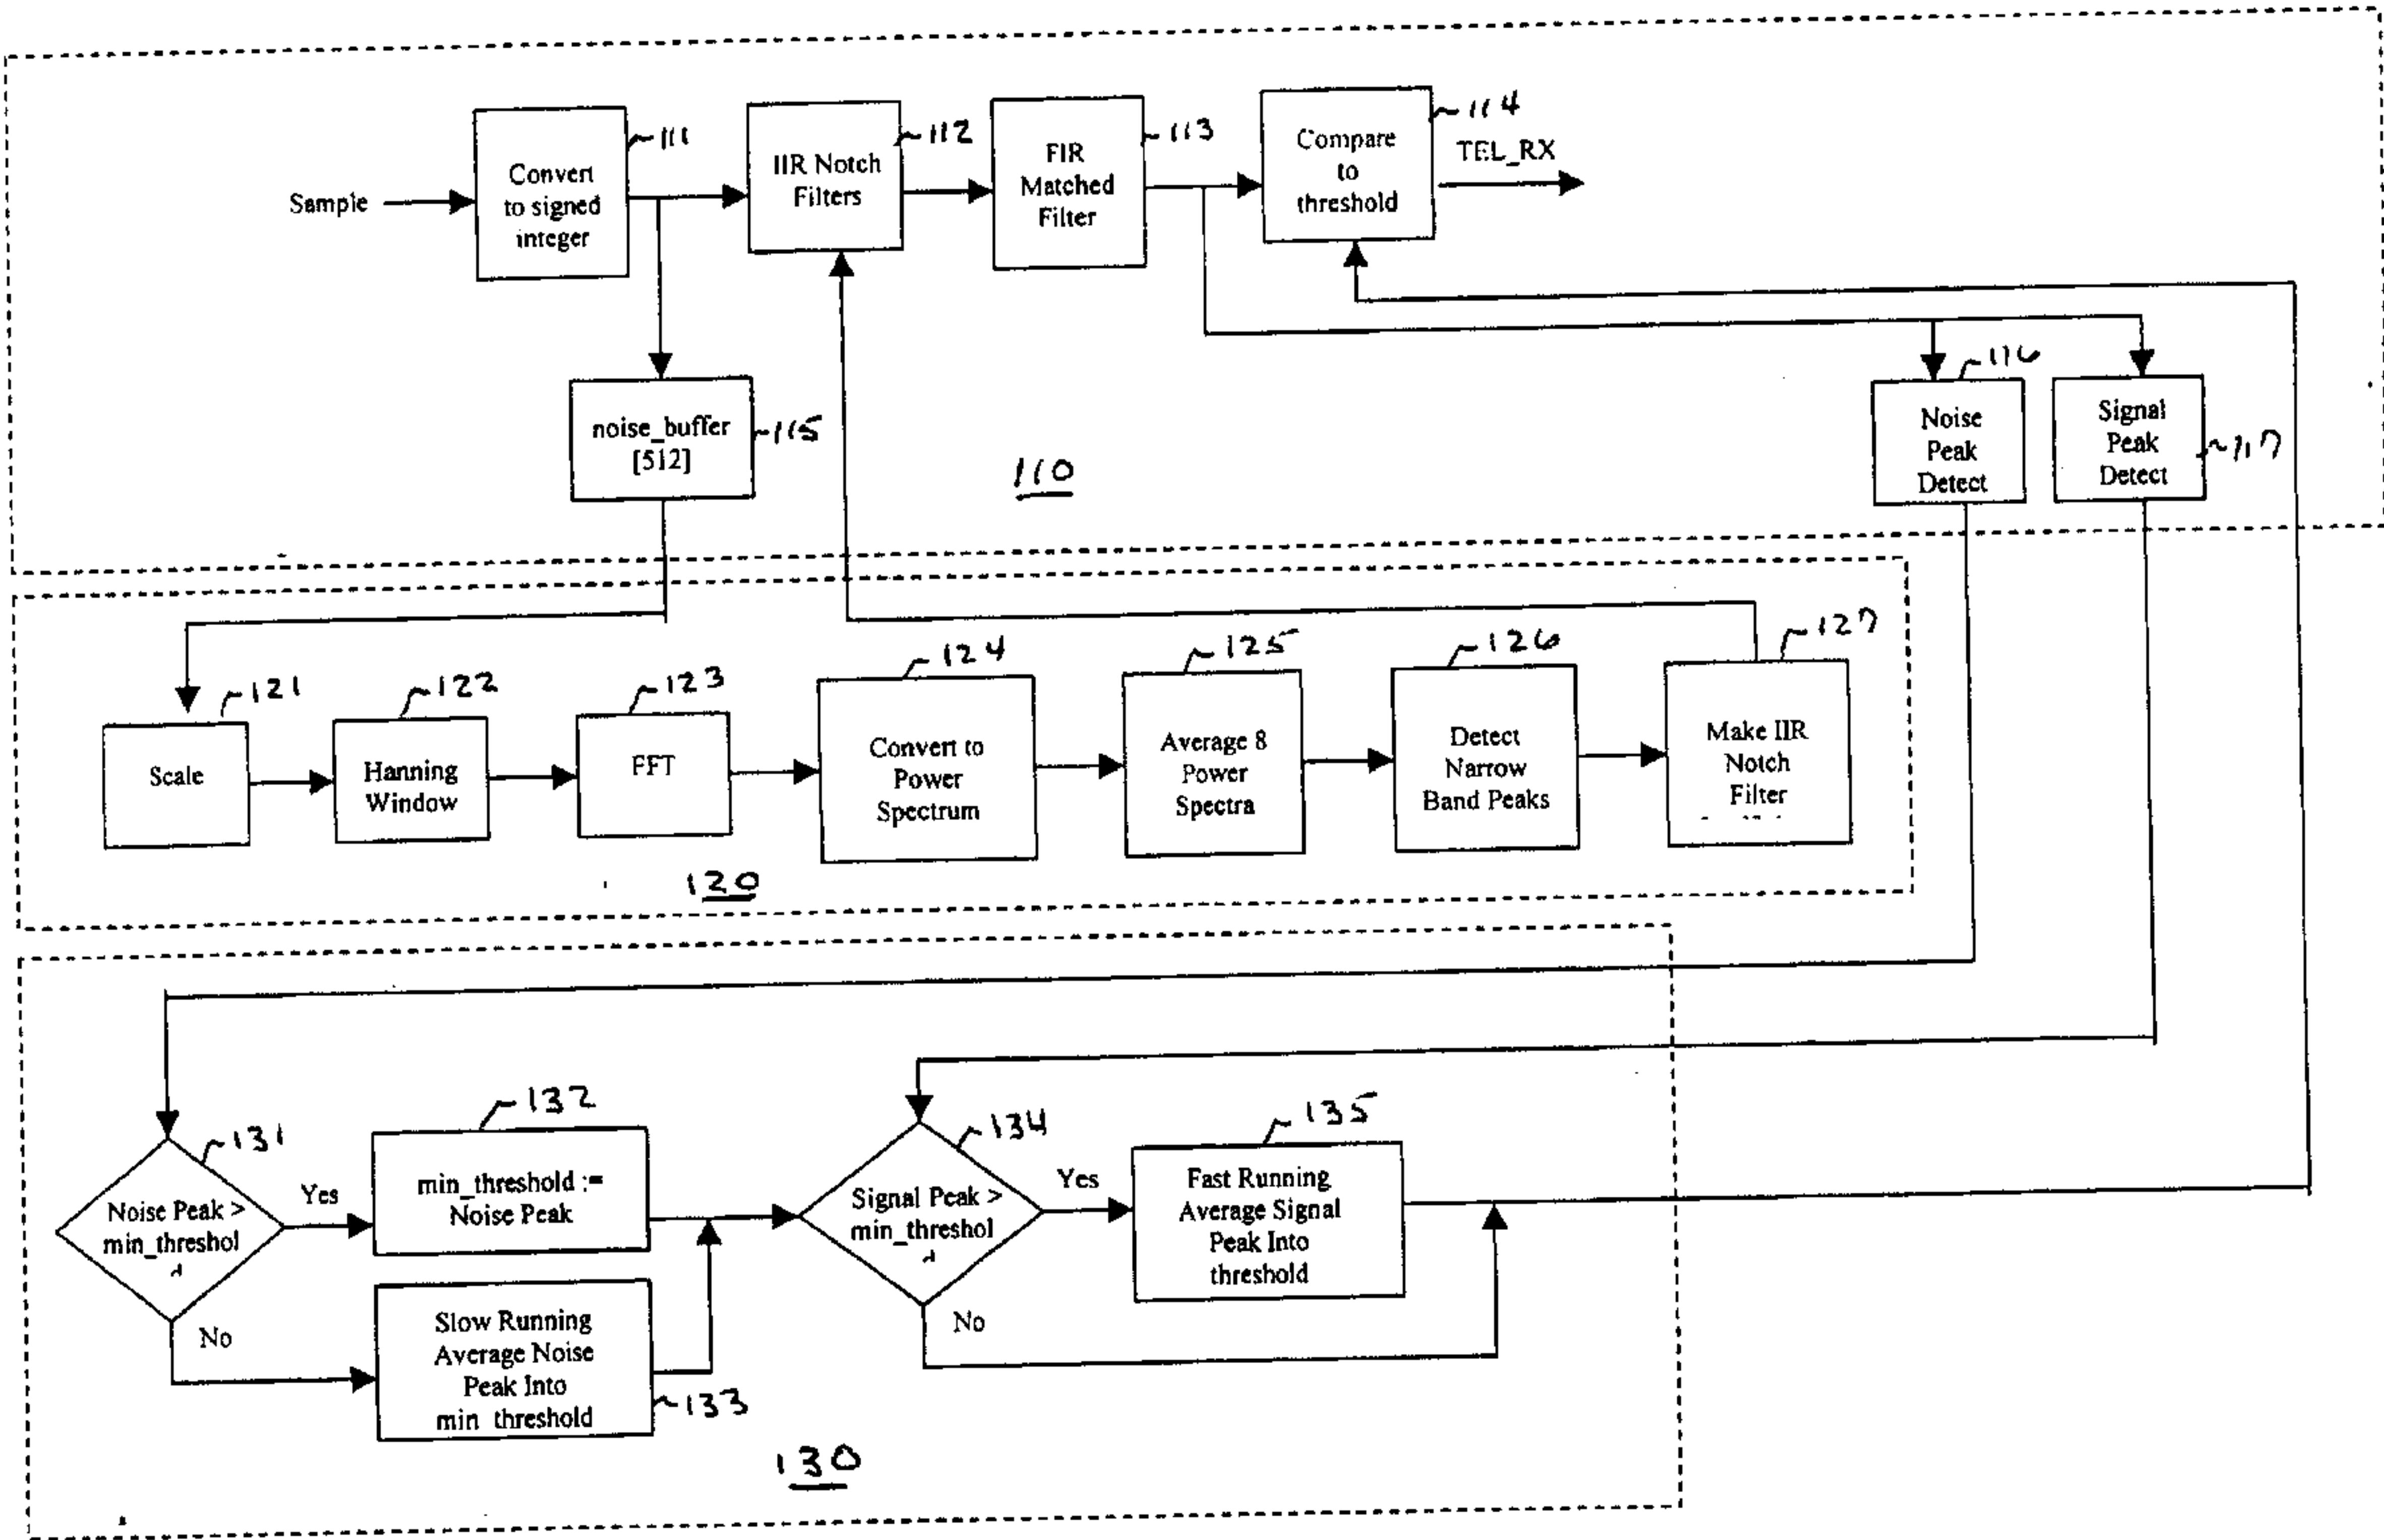 Sample
Convert
to signed
integer
111
IIR Notch
Filters
112
FIR
Matched
Filter
113
Compare
to
threshold
114
TEL_RX
noise_buffer
[512]
115
110
Noise
Peak
Detect
116
Signal
Peak
Detect
117
Scale
121
Hanning
Window
122
FFT
123
Convert to
Power
Spectrum
124
Average 8
Power
Spectra
125
Detect
Narrow
Band Peaks
126
Make IIR
Notch
Filter
127
120
Noise Peak >
min_threshol
d
131
Yes
No
min_threshold :=
Noise Peak
132
Slow Running
Average Noise
Peak Into
min_threshold
133
Signal Peak >
min_threshol
d
134
Yes
No
Fast Running
Average Signal
Peak Into
threshold
135
130